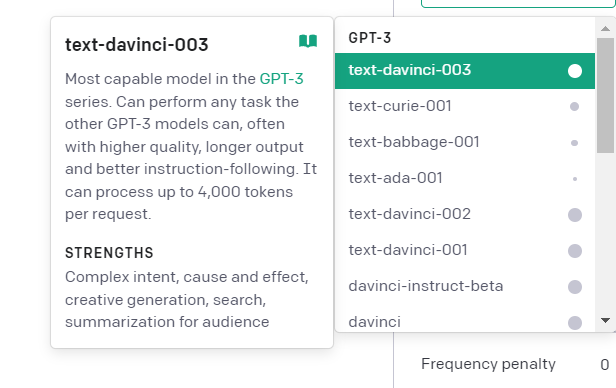 text-davinci-003
Most capable model in the GPT-3
series. Can perform any task the
other GPT-3 models can, often
with higher quality, longer output
and better instruction-following. It
can process up to 4,000 tokens
per request.
STRENGTHS
Complex intent, cause and effect,
creative generation, search,
summarization for audience
GPT-3
text-davinci-003
text-curie-001
text-babbage-001
text-ada-001
text-davinci-002
text-davinci-001
davinci-instruct-beta
davinci
Frequency penalty 0